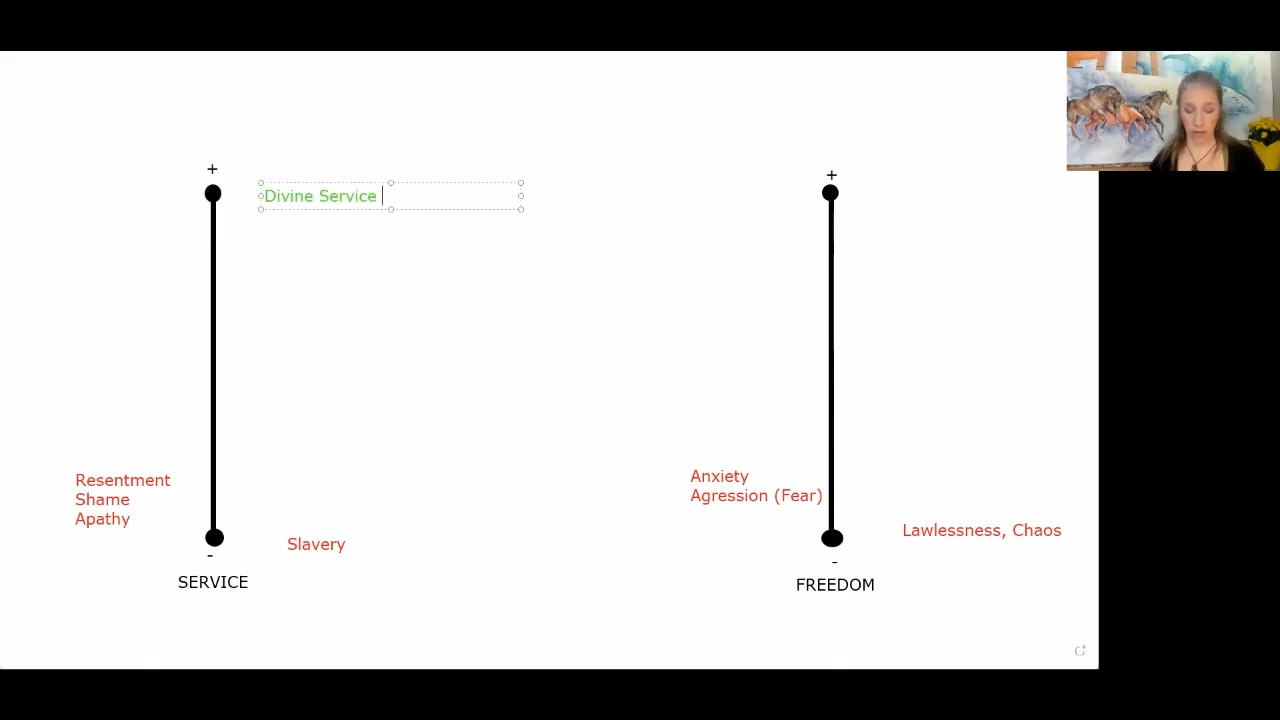 +
Divine Service
+
Resentment
Shame
Apathy
Slavery
-
SERVICE
Anxiety
Agression (Fear)
Lawlessness, Chaos
-
FREEDOM